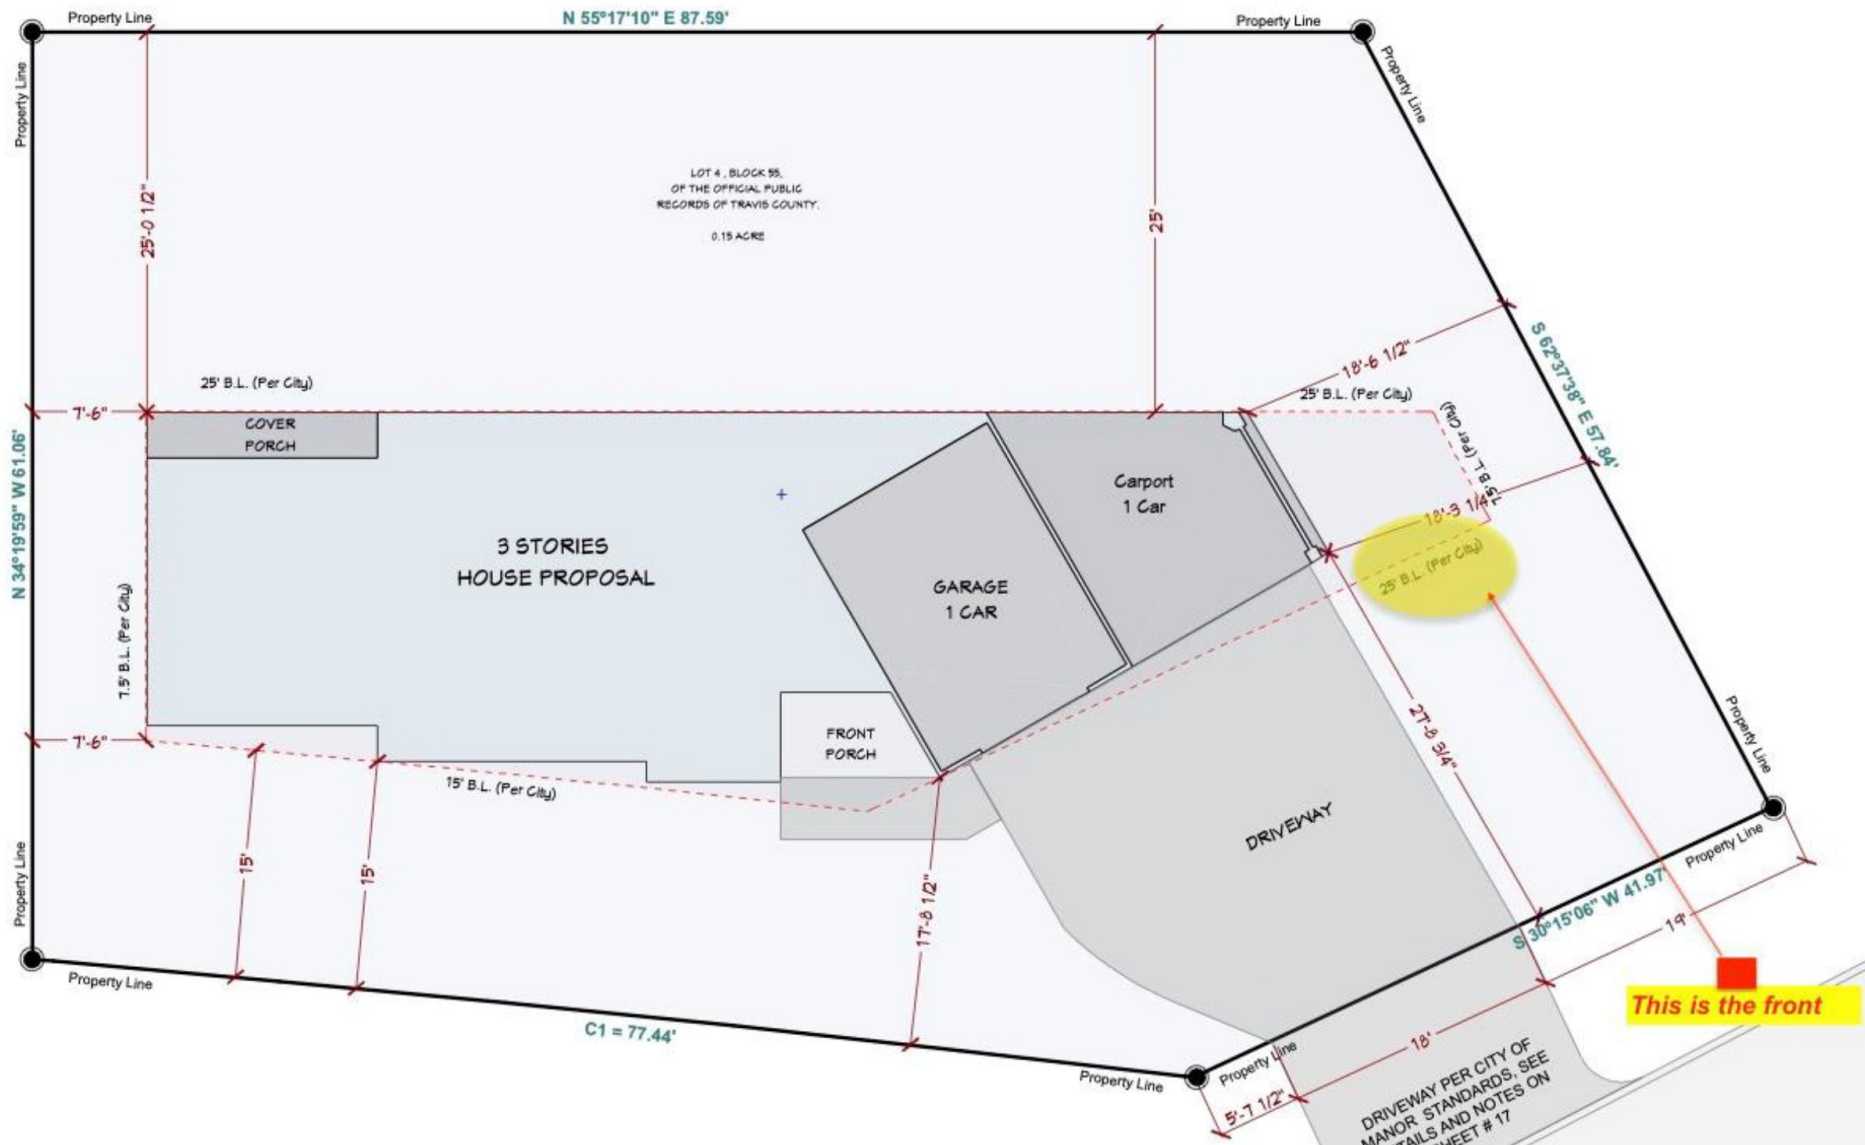 Property Line
N 55°17'10" E 87.59'
Property Line
Property Line
Property Line
25'-0 1/2"
25'
LOT 4 , BLOCK 55,
OF THE OFFICIAL PUBLIC
RECORDS OF TRAVIS COUNTY.
0.15 ACRE
18'-6 1/2"
S 62°37'38" E 57.84'
25' B.L. (Per City)
25' B.L. (Per City)
7'-6"
COVER
PORCH
N 34°19'59" W 61.06'
Carport
1 Car
18'-3 1/4"
3 STORIES
HOUSE PROPOSAL
GARAGE
1 CAR
25' B.L. (Per City)
7.5' B.L. (Per City)
7'-6"
FRONT
PORCH
27'-8 3/4"
Property Line
15' B.L. (Per City)
DRIVEWAY
15'
15'
17'-8 1/2"
Property Line
Property Line
S 30°15'06" W 41.97'
19'
Property Line
C1 = 77.44'
This is the front
18'
Property Line
Property Line
5'-7 1/2"
DRIVEWAY PER CITY OF
MANOR STANDARDS, SEE
AND NOTES ON
# 17